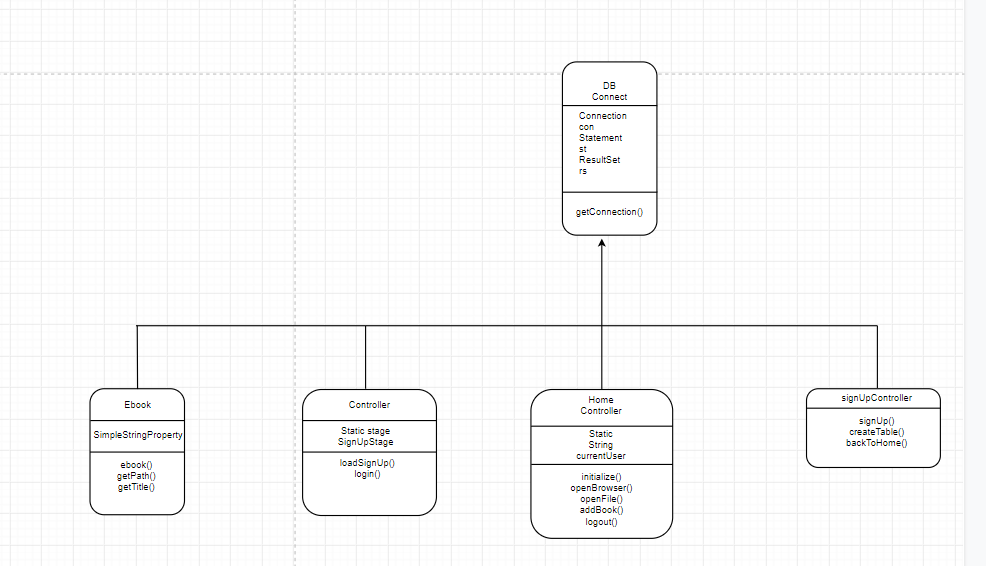 DB
Connect
Connection
con
Statement
st
ResultSet
rs
getConnection()
Ebook
SimpleStringProperty
ebook()
getPath()
getTitle()
Controller
Static stage
SignUpStage
loadSignUp()
login()
Home
Controller
Static
String
currentUser
initialize()
openBrowser()
openFile()
addBook()
logout()
signUpController
signUp()
createTable()
backToHome()